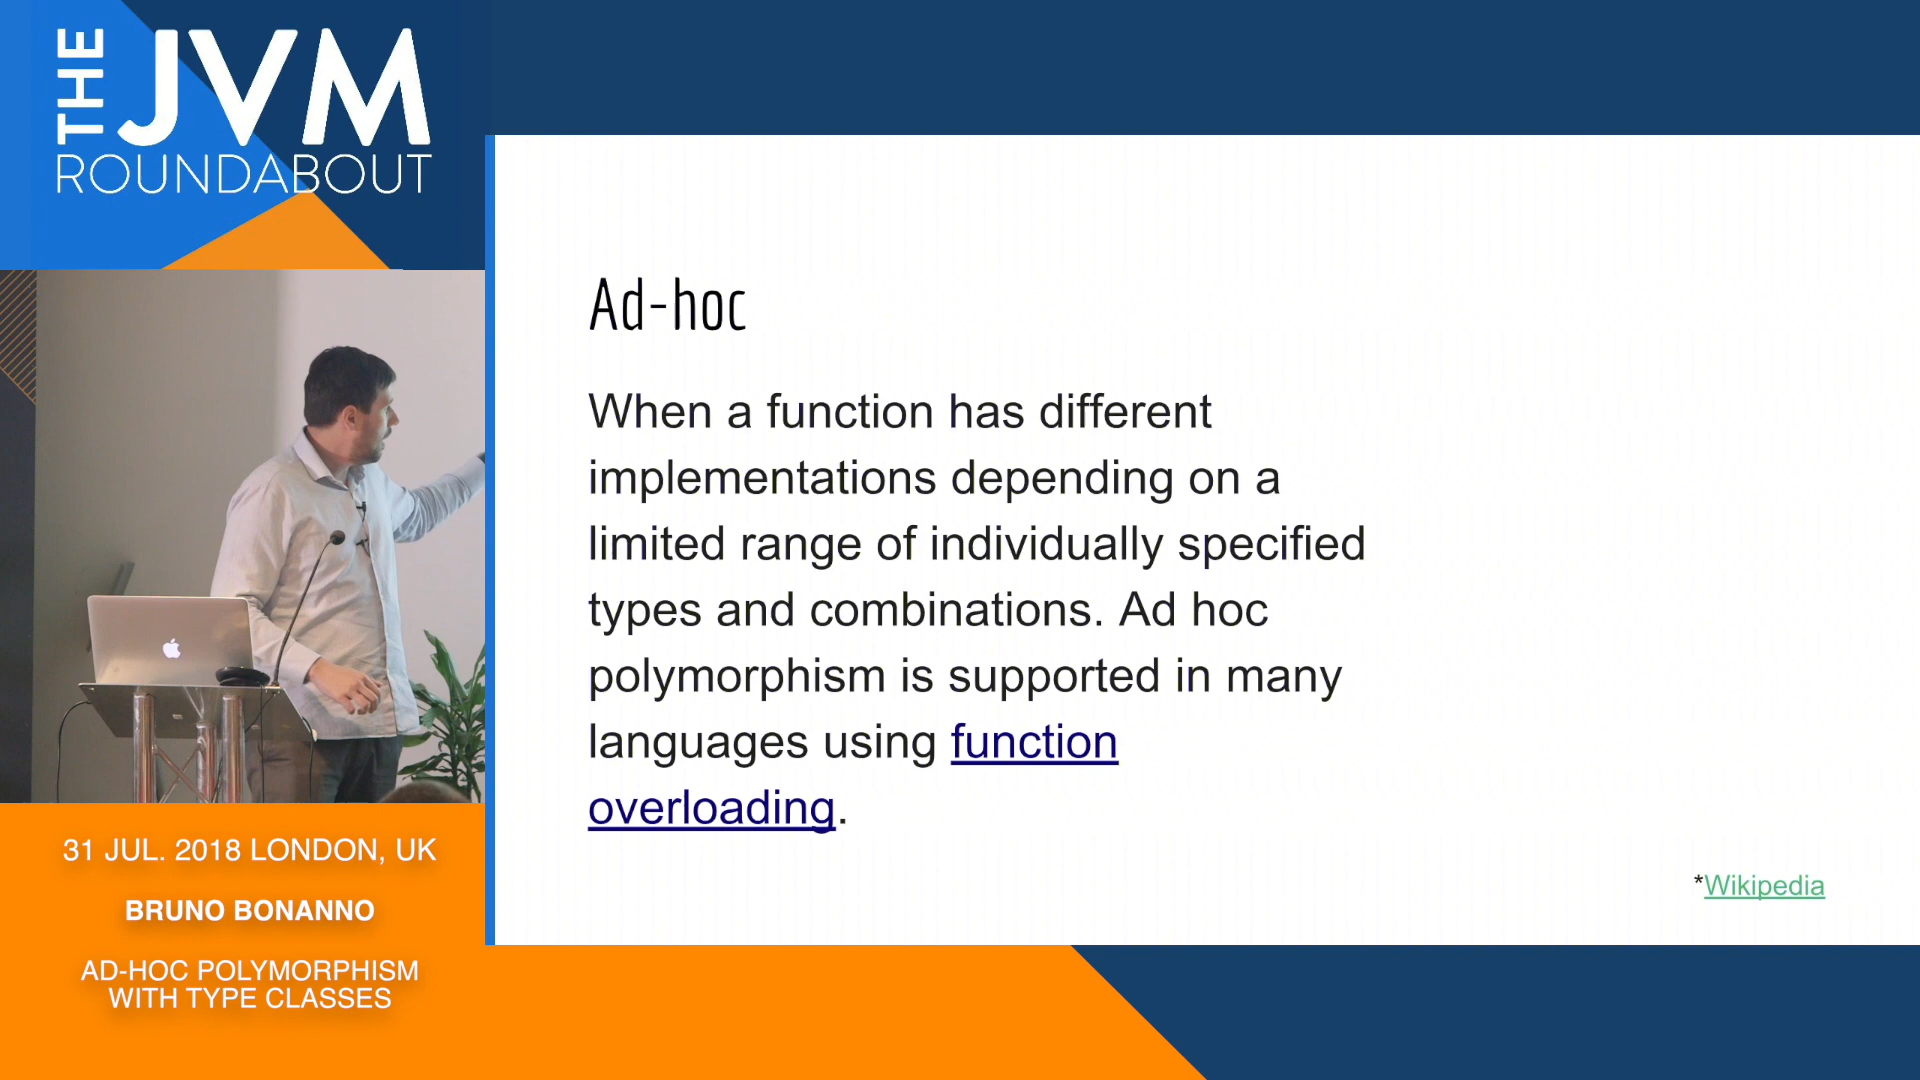 THE
JVM
ROUNDABOUT
Ad-hoc
When a function has different
implementations depending on a
limited range of individually specified
types and combinations. Ad hoc
polymorphism is supported in many
languages using function
overloading.
*Wikipedia
31 JUL. 2018 LONDON, UK
BRUNO BONANNO
AD-HOC POLYMORPHISM
WITH TYPE CLASSES